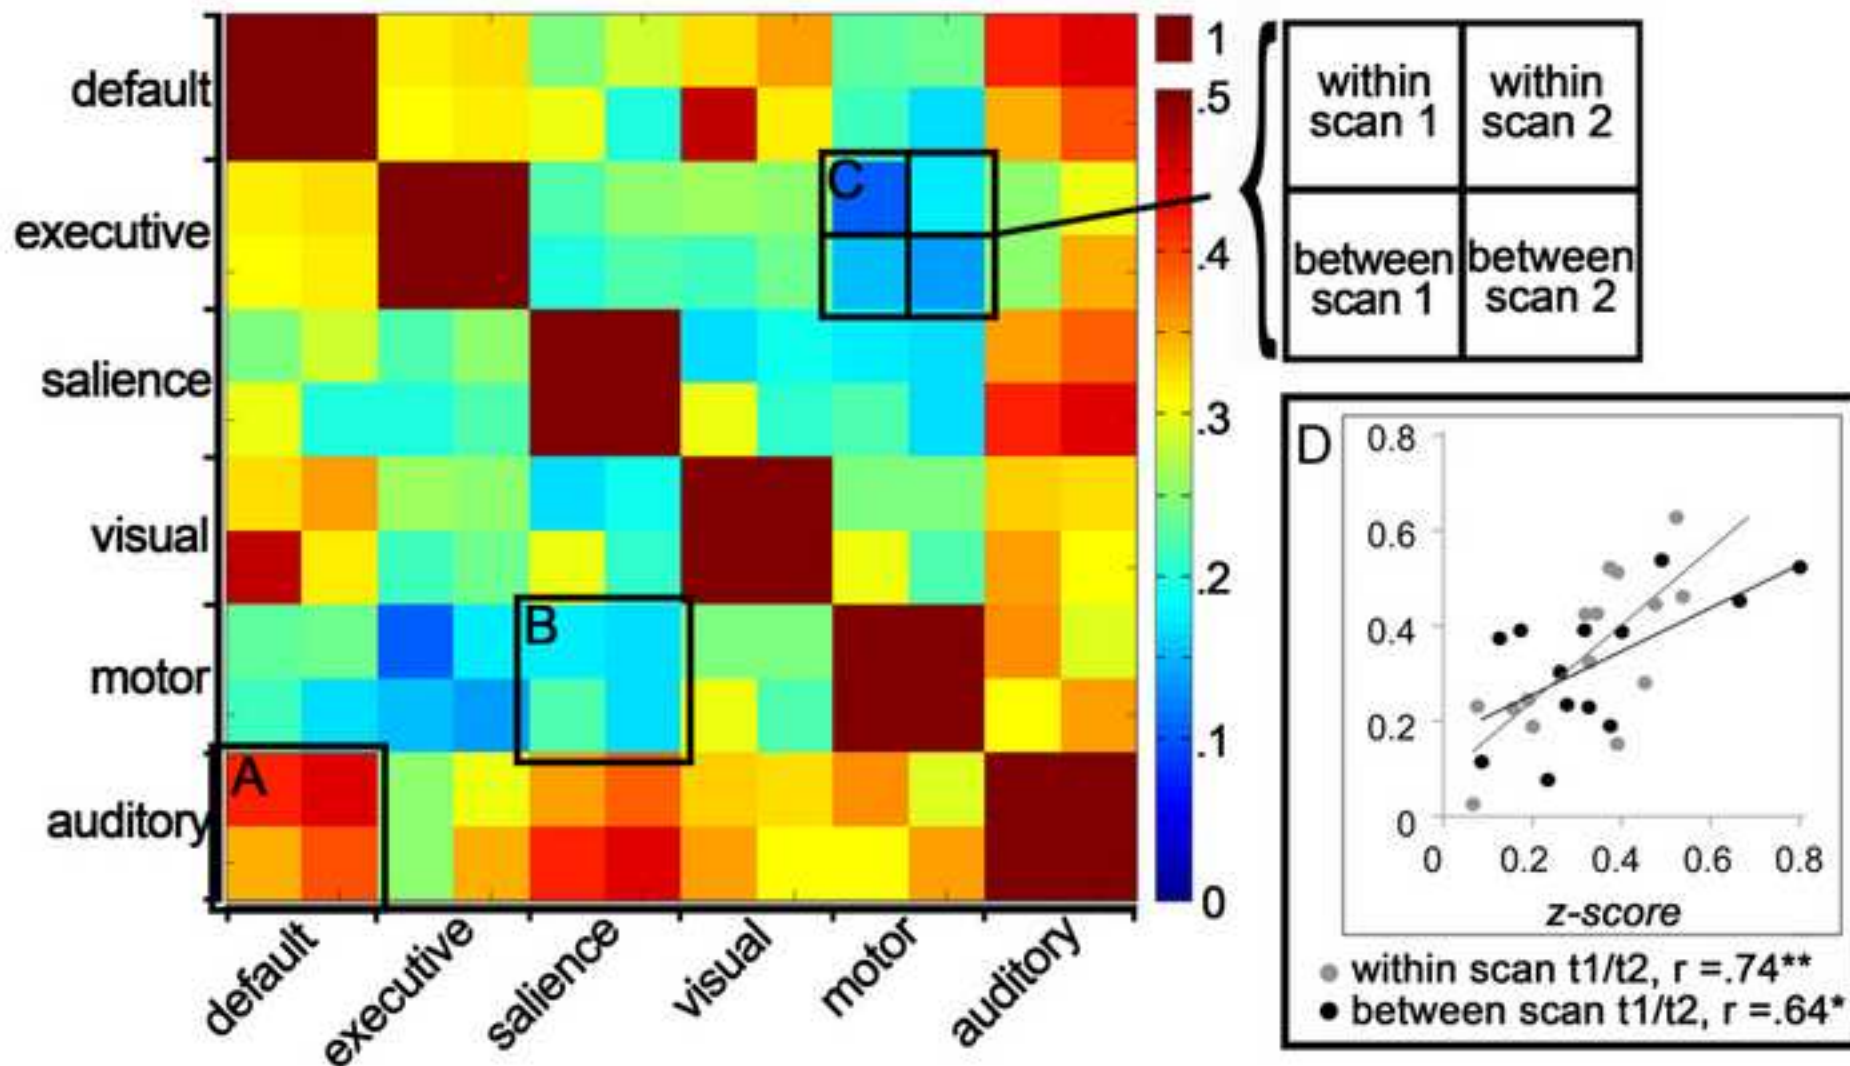 default
executive
salience
visual
motor
auditory
default
executive
salience
visual
motor
auditory
A
B
C
1
.5
.4
.3
.2
.1
0
within
scan 1
within
scan 2
between
scan 1
between
scan 2
D
0.8
0.6
0.4
0.2
0
0 0.2 0.4 0.6 0.8
z-score
within scan t1/t2, r =.74**
between scan t1/t2, r =.64*